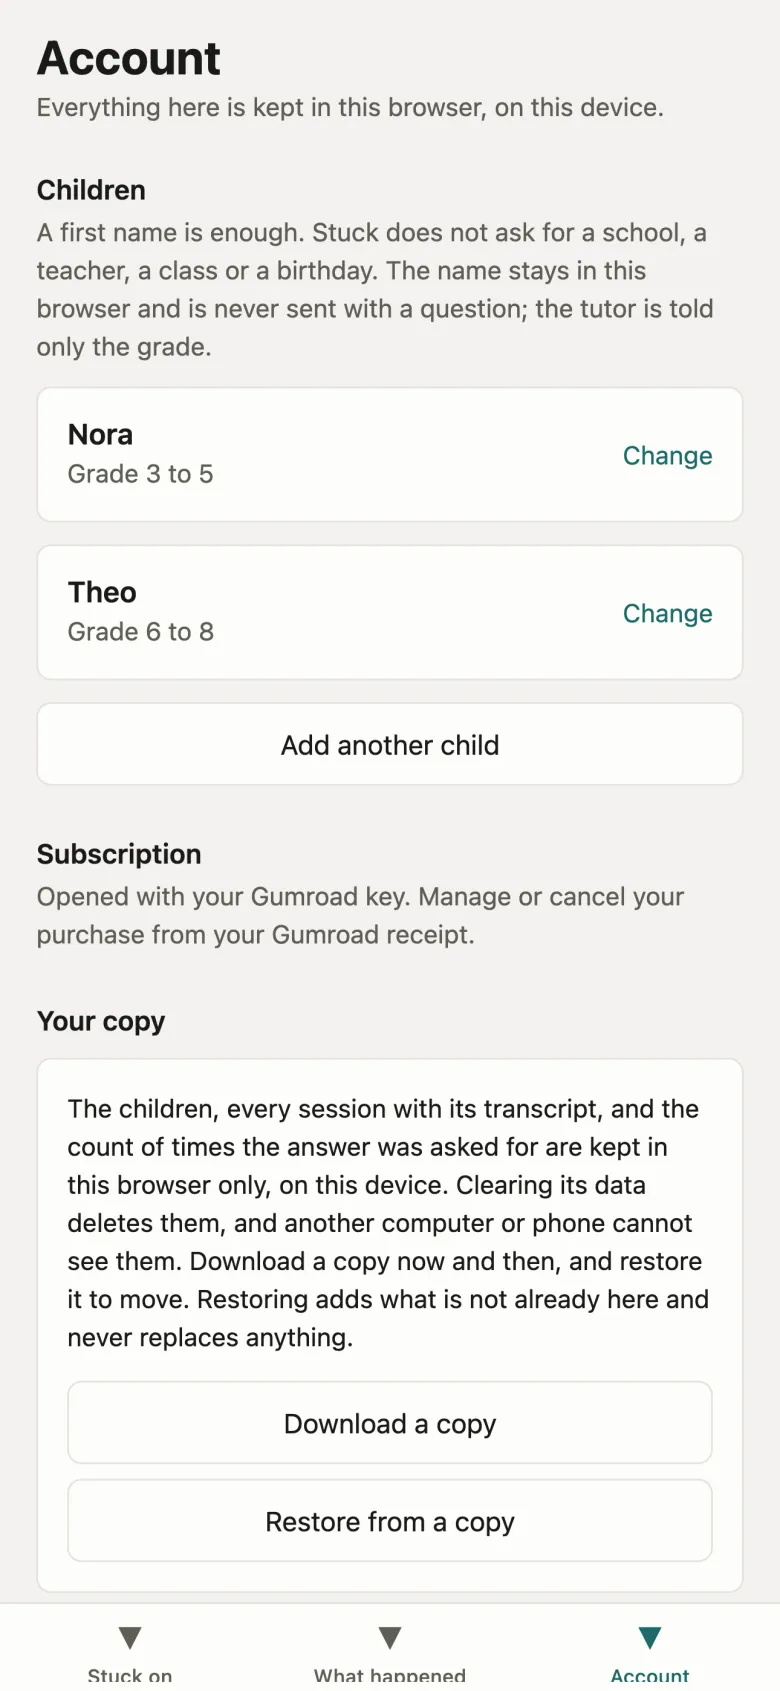 Account
Everything here is kept in this browser, on this device.
Children
A first name is enough. Stuck does not ask for a school, a
teacher, a class or a birthday. The name stays in this
browser and is never sent with a question; the tutor is told
only the grade.
Nora
Grade 3 to 5
Change
Theo
Grade 6 to 8
Change
Add another child
Subscription
Opened with your Gumroad key. Manage or cancel your
purchase from your Gumroad receipt.
Your copy
The children, every session with its transcript, and the
count of times the answer was asked for are kept in
this browser only, on this device. Clearing its data
deletes them, and another computer or phone cannot
see them. Download a copy now and then, and restore
it to move. Restoring adds what is not already here and
never replaces anything.
Download a copy
Restore from a copy
Stuck on
What happened
Account